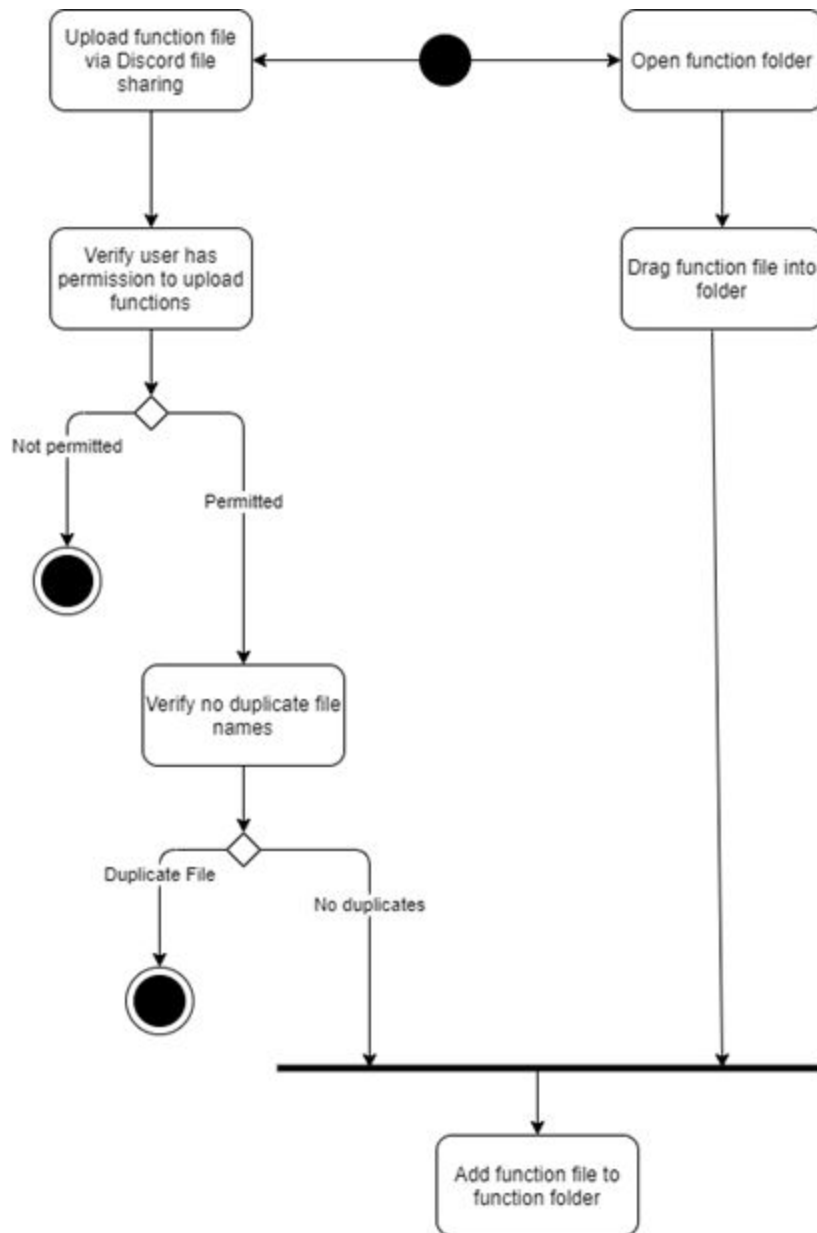 Upload function file
via Discord file
sharing
Open function folder
Verify user has
permission to upload
functions
Drag function file into
folder
Not permitted
Permitted
Verify no duplicate file
names
Duplicate File
No duplicates
Add function file to
function folder